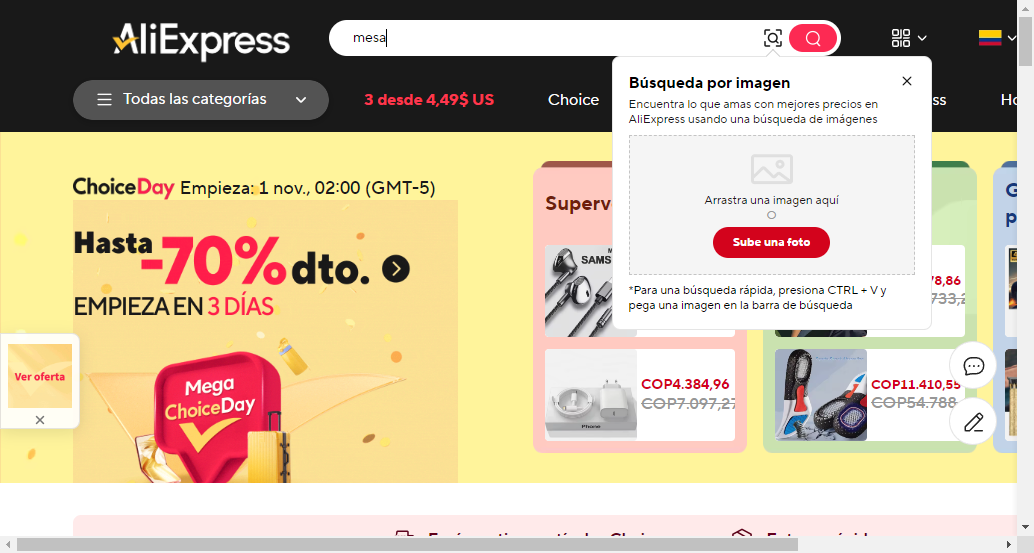 AliExpress
mesa
Todas las categorías
3 desde 4,49$ US
Choice
Búsqueda por imagen
Encuentra lo que amas con mejores precios en
AliExpress usando una búsqueda de imágenes
Arrastra una imagen aquí
O
Sube una foto
*Para una búsqueda rápida, presiona CTRL + V y
pega una imagen en la barra de búsqueda
ChoiceDay Empieza: 1 nov., 02:00 (GMT-5)
Hasta
-70% dto.
EMPIEZA EN 3 DÍAS
Mega
ChoiceDay
Ver oferta
SAMS
78,86
733,2
COP4.384,96
COP7.097,27
Phone
COP11.410,55
COP54.788